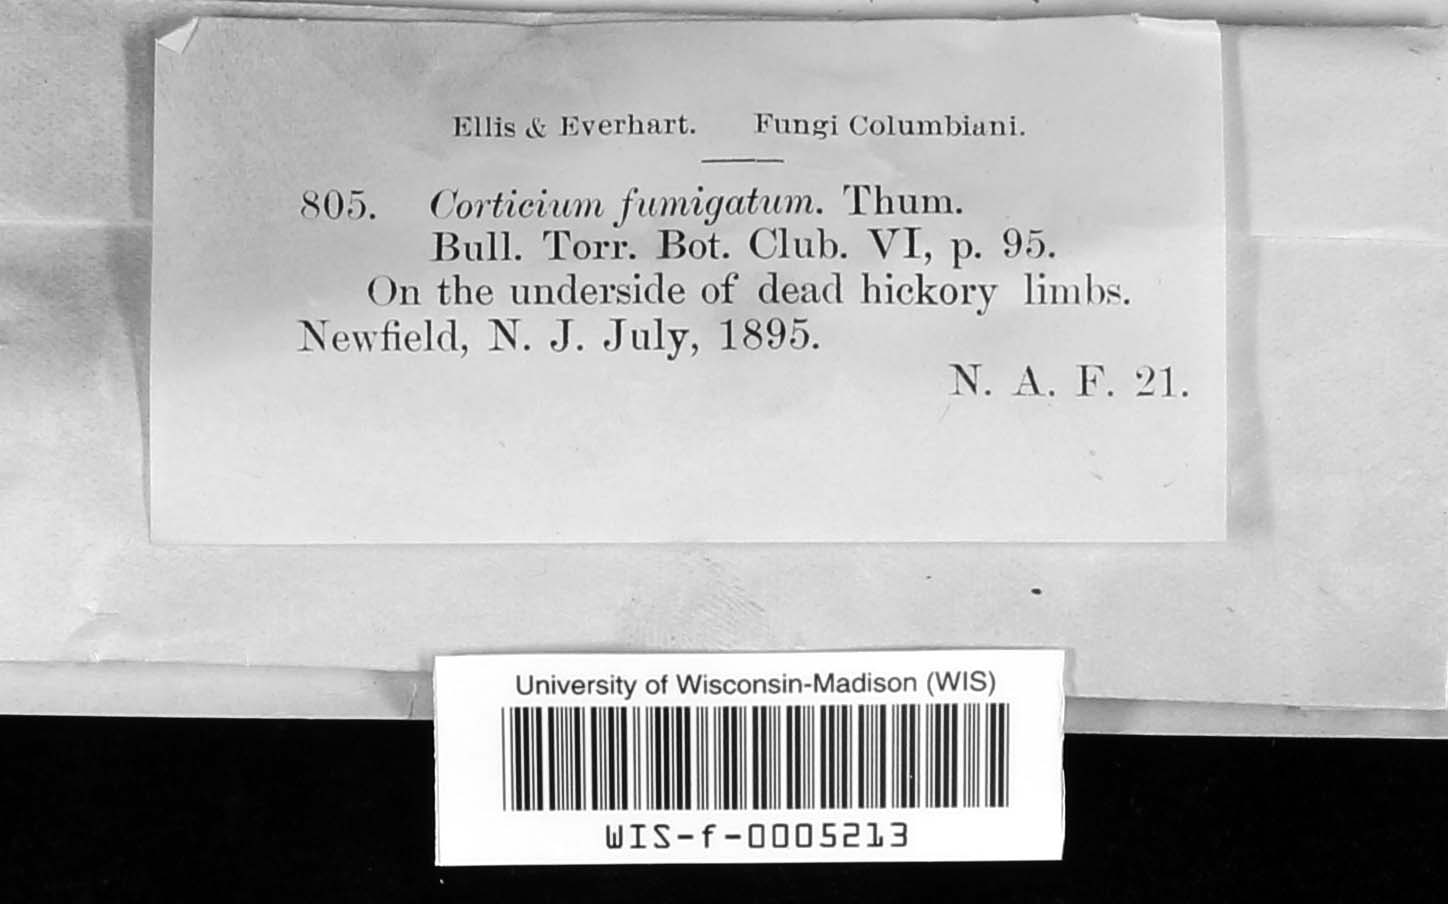 Ellis & Everhart. Fungi Columbiani.
805. Corticium fumigatum. Thum.
Bull. Torr. Bot. Club. VI, p. 95.
On the underside of dead hickory limbs.
Newfield, N. J. July, 1895.
N. A. F. 21.
University of Wisconsin-Madison (WIS)
WIS-f-0005213